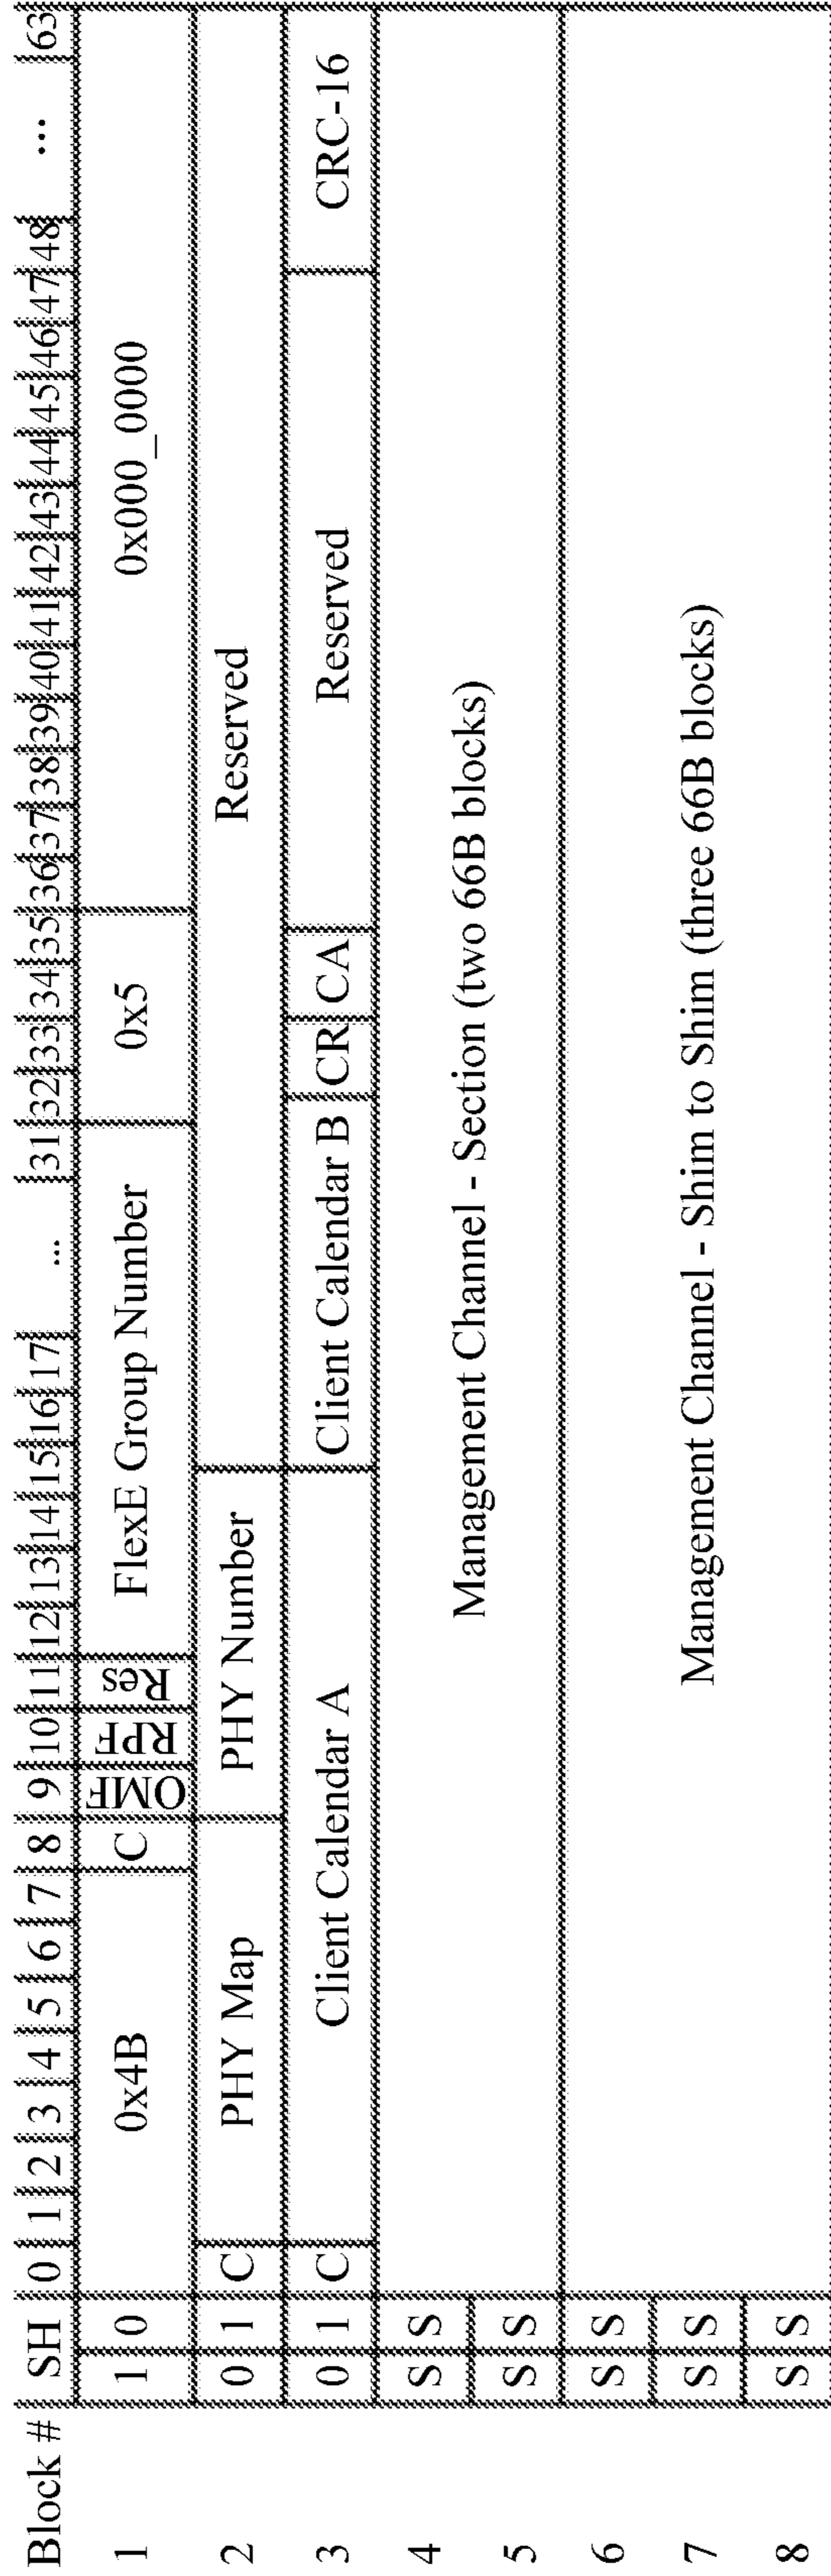 Block # SH 0 1 2 3 4 5 6 7 8 9 10 11 12 13 14 15 16 17 ... 31 32 33 34 35 36 37 38 39 40 41 42 43 44 45 46 47 48 ... 63
1 1 0 0x4B C OMF RPF Res FlexE Group Number 0x5 0x000_0000
2 0 1 C PHY Map PHY Number Reserved
3 0 1 C Client Calendar A Client Calendar B CR CA Reserved CRC-16
4 S S
Management Channel - Section (two 66B blocks)
5 S S
6 S S
7 S S Management Channel - Shim to Shim (three 66B blocks)
8 S S